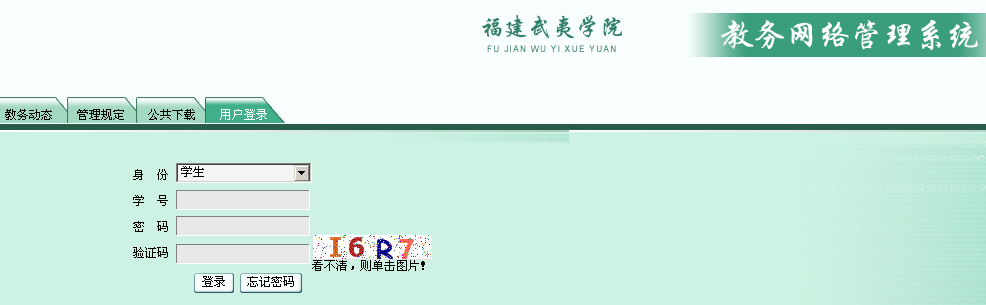 福建武夷学院
FU JIAN WU YI XUE YUAN
教务网络管理系统
教务动态 管理规定 公共下载 用户登录
身 份 学生
学 号
密 码
验证码 I6R7
看不清，则单击图片！
登录 忘记密码